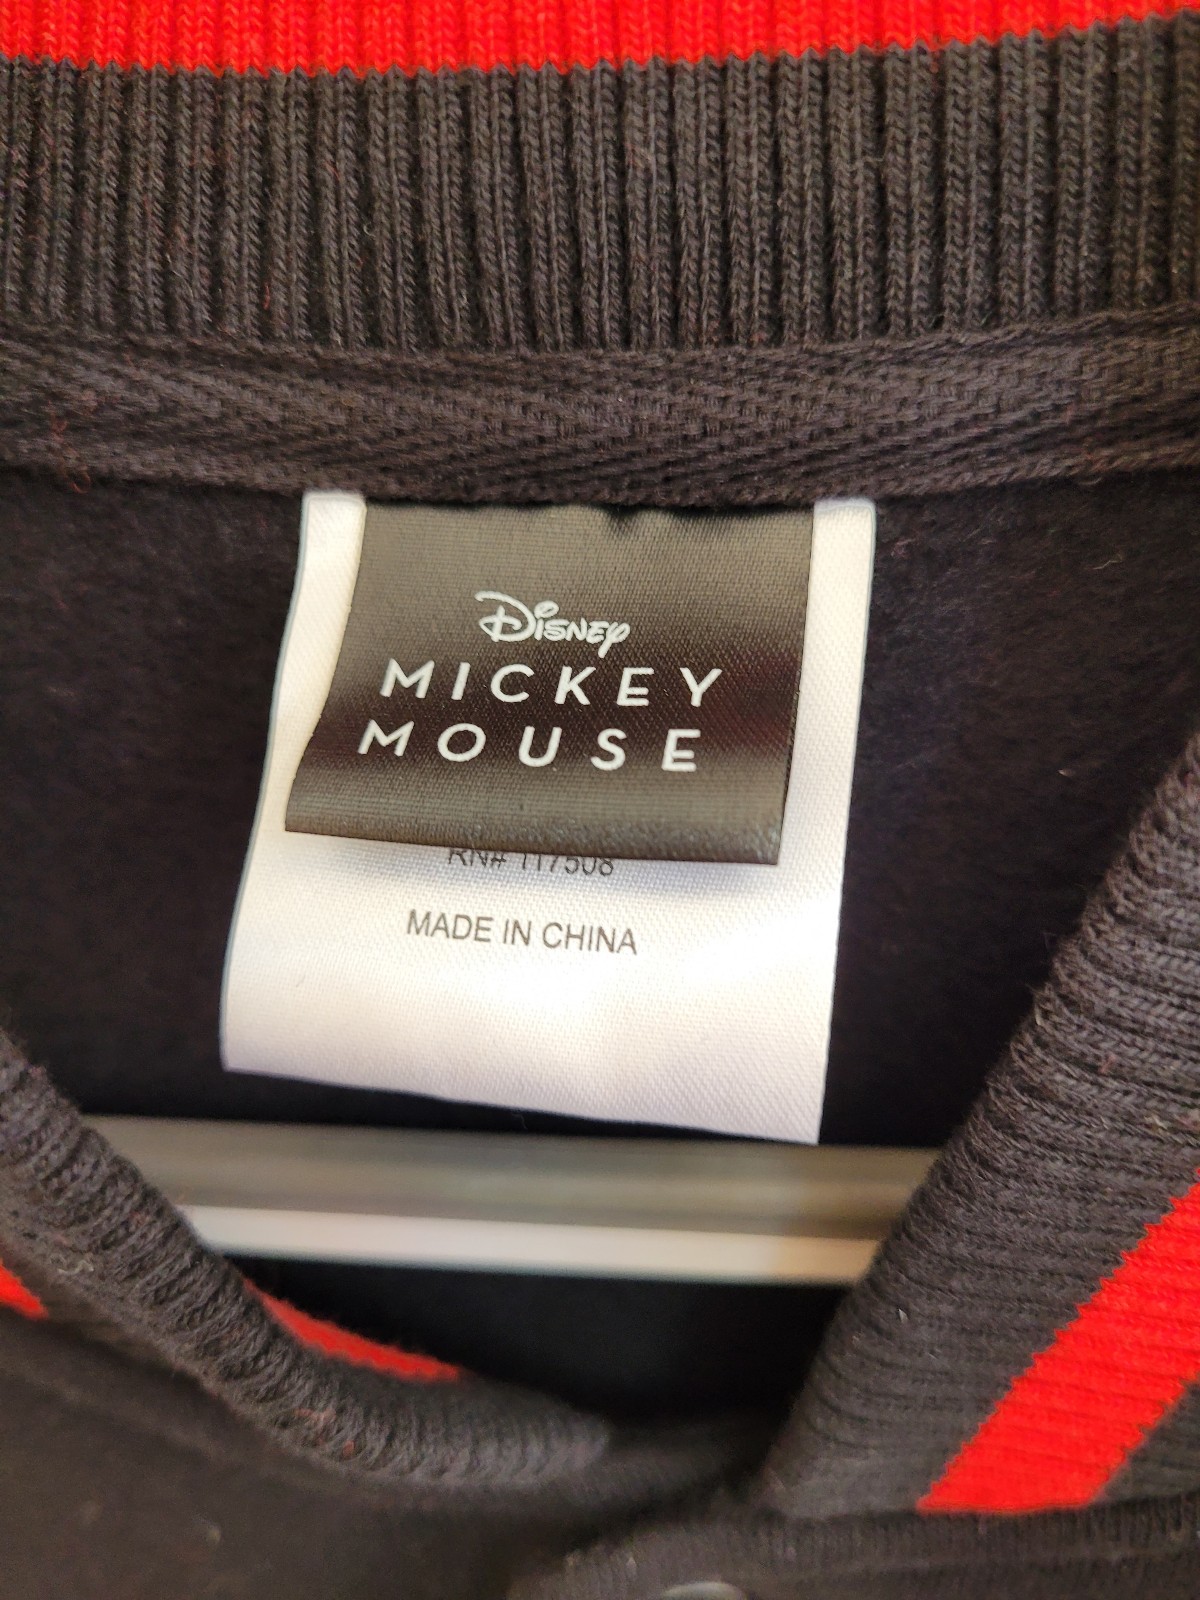 Disney
MICKEY
MOUSE
RN# 117508
MADE IN CHINA